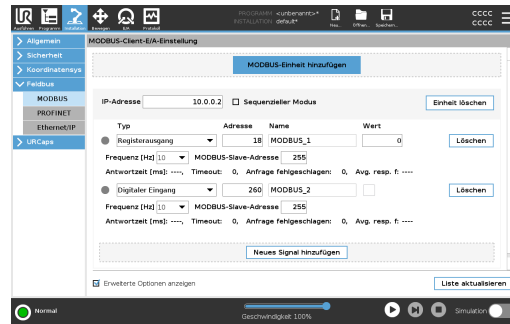 PROGRAMM <unbenannt>*
INSTALLATION default*
Ausführen Programm Installation Bewegen E/A Protokoll Neu... Öffnen... Speichern...
CCCC
CCCC
Allgemein
MODBUS-Client-E/A-Einstellung
Sicherheit
Koordinatensys
Feldbus
MODBUS
PROFINET
Ethernet/IP
URCaps
MODBUS-Einheit hinzufügen
IP-Adresse 10.0.0.2 Sequenzieller Modus Einheit löschen
Typ Adresse Name Wert
Registerausgang 18 MODBUS_1 0 Löschen
Frequenz [Hz] 10 MODBUS-Slave-Adresse 255
Antwortzeit [ms]: ----, Timeout: 0, Anfrage fehlgeschlagen: 0, Avg. resp. f: ----
Digitaler Eingang 260 MODBUS_2 Löschen
Frequenz [Hz] 10 MODBUS-Slave-Adresse 255
Antwortzeit [ms]: ----, Timeout: 0, Anfrage fehlgeschlagen: 0, Avg. resp. f: ----
Neues Signal hinzufügen
Erweiterte Optionen anzeigen
Liste aktualisieren
Normal
Geschwindigkeit 100%
Simulation